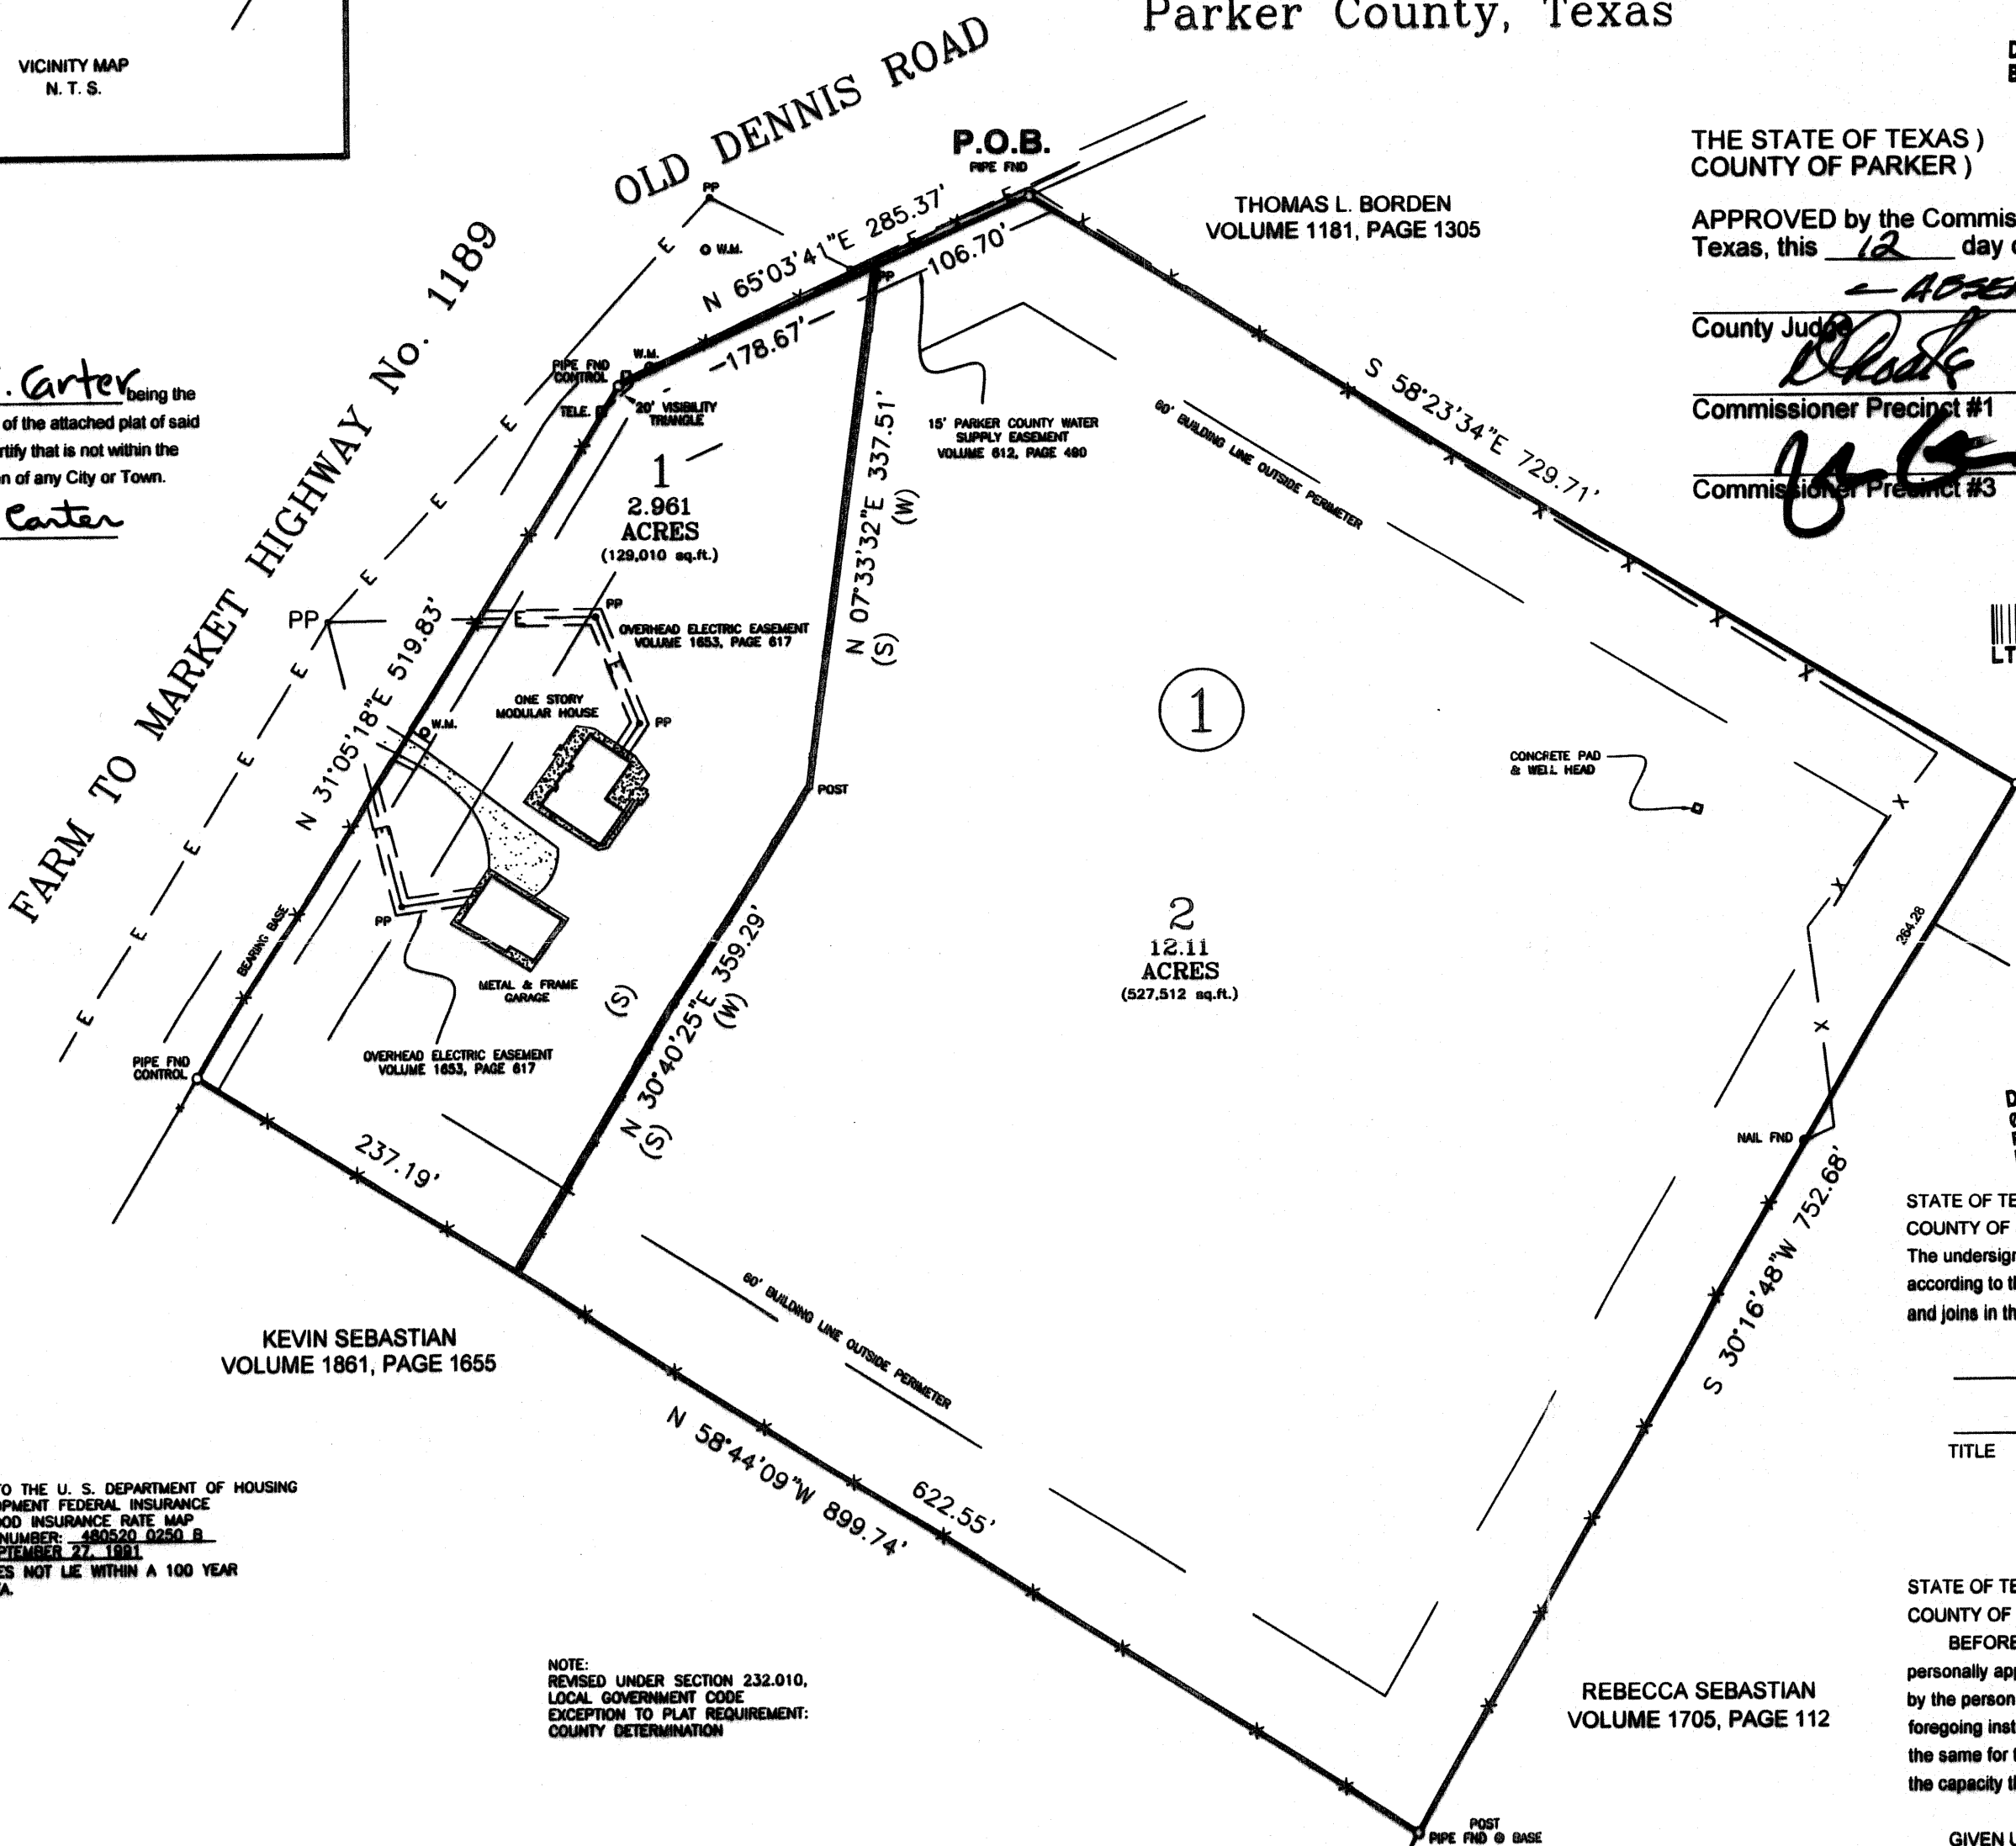 Parker County, Texas
VICINITY MAP
N. T. S.
OLD DENNIS ROAD
P.O.B.
PIPE FND
THE STATE OF TEXAS )
COUNTY OF PARKER )
APPROVED by the Commis
Texas, this 12 day
County Judge
Commissioner Precinct #1
Commissioner Precinct #3
THOMAS L. BORDEN
VOLUME 1181, PAGE 1305
Carter being the
of the attached plat of said
rtify that is not within the
n of any City or Town.
Carter
FARM TO MARKET HIGHWAY No. 1189
PP
W.M.
N 65°03'41"E 285.37'
106.70'
178.67'
PP
E
W.M.
PIPE FND
CONTROL
TELE.
20' VISIBILITY
TRIANGLE
15' PARKER COUNTY WATER
SUPPLY EASEMENT
VOLUME 612, PAGE 490
60' BUILDING LINE OUTSIDE PERIMETER
S 58°23'34"E 729.71'
1
2.961
ACRES
(129,010 sq.ft.)
N 07°33'32"E 337.51'
(S)
(W)
PP
PP
OVERHEAD ELECTRIC EASEMENT
VOLUME 1653, PAGE 617
ONE STORY
MODULAR HOUSE
PP
W.M.
N 31°05'18"E 519.83'
POST
1
CONCRETE PAD
& WELL HEAD
LT
2
12.11
ACRES
(527,512 sq.ft.)
264.28
BEARING BASE
PP
METAL & FRAME
GARAGE
(S)
N 30°40'25"E 359.29'
(S)
(W)
OVERHEAD ELECTRIC EASEMENT
VOLUME 1653, PAGE 617
PIPE FND
CONTROL
237.19'
NAIL FND
S 30°16'48"W 752.68'
STATE OF TE
COUNTY OF
The undersign
according to th
and joins in th
TITLE
KEVIN SEBASTIAN
VOLUME 1861, PAGE 1655
60' BUILDING LINE OUTSIDE PERIMETER
N 58°44'09"W 899.74'
622.55'
TO THE U. S. DEPARTMENT OF HOUSING
OPMENT FEDERAL INSURANCE
OOD INSURANCE RATE MAP
NUMBER: 480520 0250 B
PTEMBER 27, 1991
ES NOT LIE WITHIN A 100 YEAR
A.
NOTE:
REVISED UNDER SECTION 232.010,
LOCAL GOVERNMENT CODE
EXCEPTION TO PLAT REQUIREMENT:
COUNTY DETERMINATION
REBECCA SEBASTIAN
VOLUME 1705, PAGE 112
STATE OF TE
COUNTY OF
BEFORE
personally app
by the person
foregoing inst
the same for t
the capacity th
GIVEN U
POST
PIPE FND @ BASE